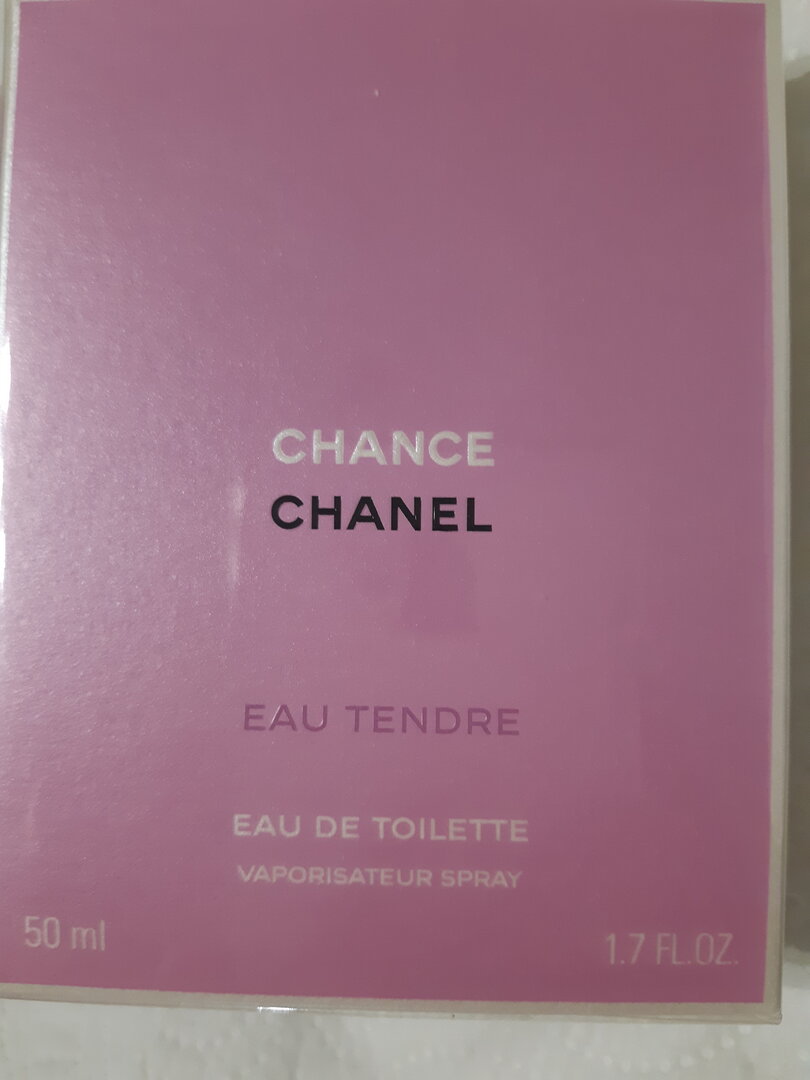 CHANCE
CHANEL
EAU TENDRE
EAU DE TOILETTE
VAPORISATEUR SPRAY
50 ml
1.7 FL.OZ.